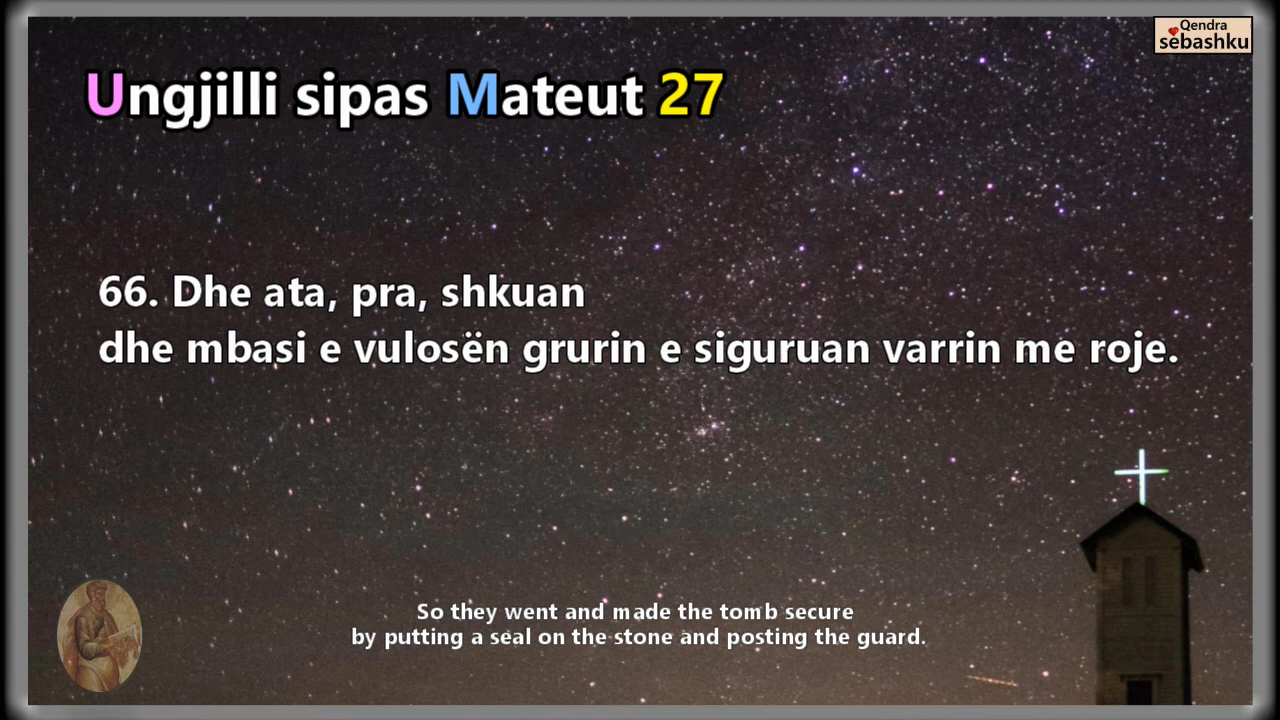 Qendra
sëbashku
Ungjilli sipas Mateut 27
66. Dhe ata, pra, shkuan
dhe mbasi e vulosën grurin e siguruan varrin me roje.
So they went and made the tomb secure
by putting a seal on the stone and posting the guard.